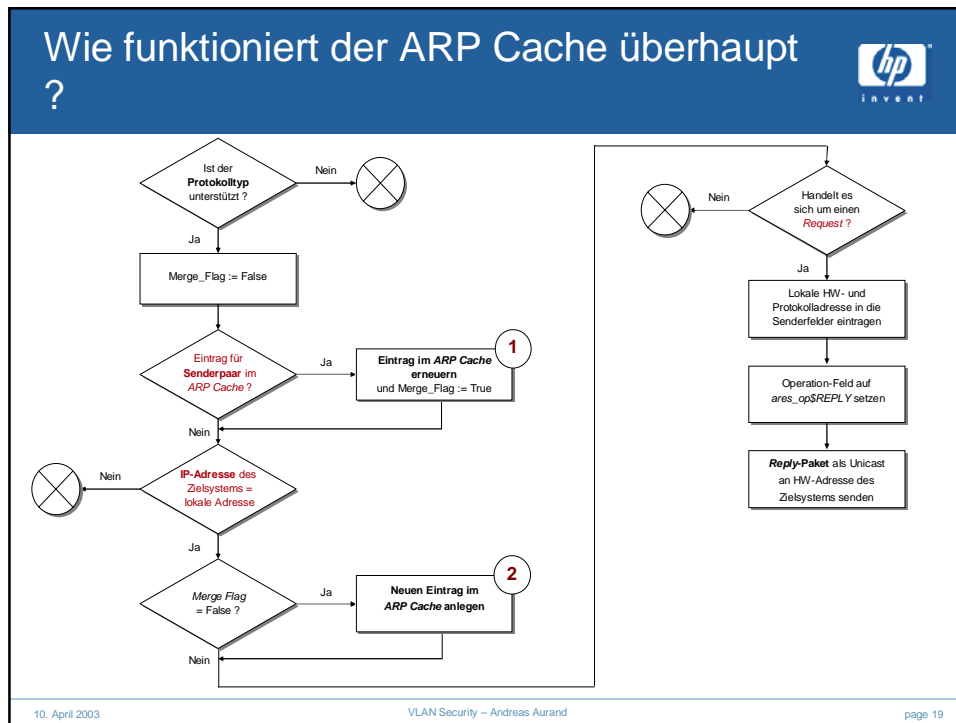 Wie funktioniert der ARP Cache überhaupt
?
hp
invent
Ist der
Protokolltyp
unterstützt ?
Nein
Ja
Merge_Flag := False
Eintrag für
Senderpaar im
ARP Cache ?
Ja
1
Eintrag im ARP Cache
erneuern
und Merge_Flag := True
Nein
IP-Adresse des
Zielsystems =
lokale Adresse
Nein
Ja
Merge Flag
= False ?
Ja
2
Neuen Eintrag im
ARP Cache anlegen
Nein
Handelt es
sich um einen
Request ?
Nein
Ja
Lokale HW- und
Protokolladresse in die
Senderfelder eintragen
Operation-Feld auf
ares_op$REPLY setzen
Reply-Paket als Unicast
an HW-Adresse des
Zielsystems senden
10. April 2003
VLAN Security – Andreas Aurand
page 19